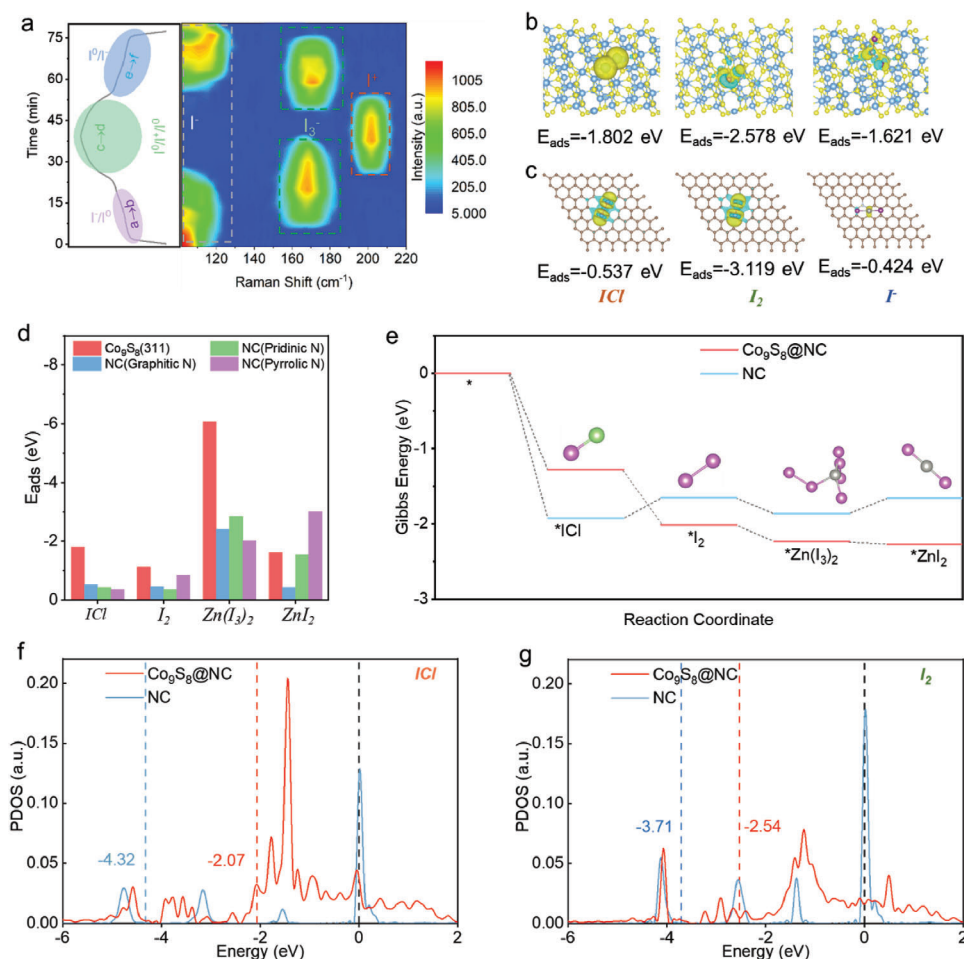 a
75
60
45
30
15
0
Time (min)
I⁰/I⁻
e→f
c→d
I⁰/I⁺/I⁰
a→b
I⁻/I⁰
I⁻
I₃⁻
I⁺
120 140 160 180 200 220
Raman Shift (cm⁻¹)
Intensity (a.u.)
1005
805.0
605.0
405.0
205.0
5.000
b
Eads=-1.802 eV Eads=-2.578 eV Eads=-1.621 eV
c
Eads=-0.537 eV Eads=-3.119 eV Eads=-0.424 eV
ICl I₂ I⁻
d
Co₉S₈(311) NC(Pridinic N)
NC(Graphitic N) NC(Pyrrolic N)
-8
-6
-4
-2
0
Eads (eV)
ICl I₂ Zn(I₃)₂ ZnI₂
e
Co₉S₈@NC
NC
0
-1
-2
-3
Gibbs Energy (eV)
*
*ICl
*I₂
*Zn(I₃)₂
*ZnI₂
Reaction Coordinate
f
Co₉S₈@NC
NC
ICl
0.20
0.15
0.10
0.05
0.00
PDOS (a.u.)
-4.32
-2.07
-6 -4 -2 0 2
Energy (eV)
g
Co₉S₈@NC
NC
I₂
0.20
0.15
0.10
0.05
0.00
PDOS (a.u.)
-3.71
-2.54
-6 -4 -2 0 2
Energy (eV)